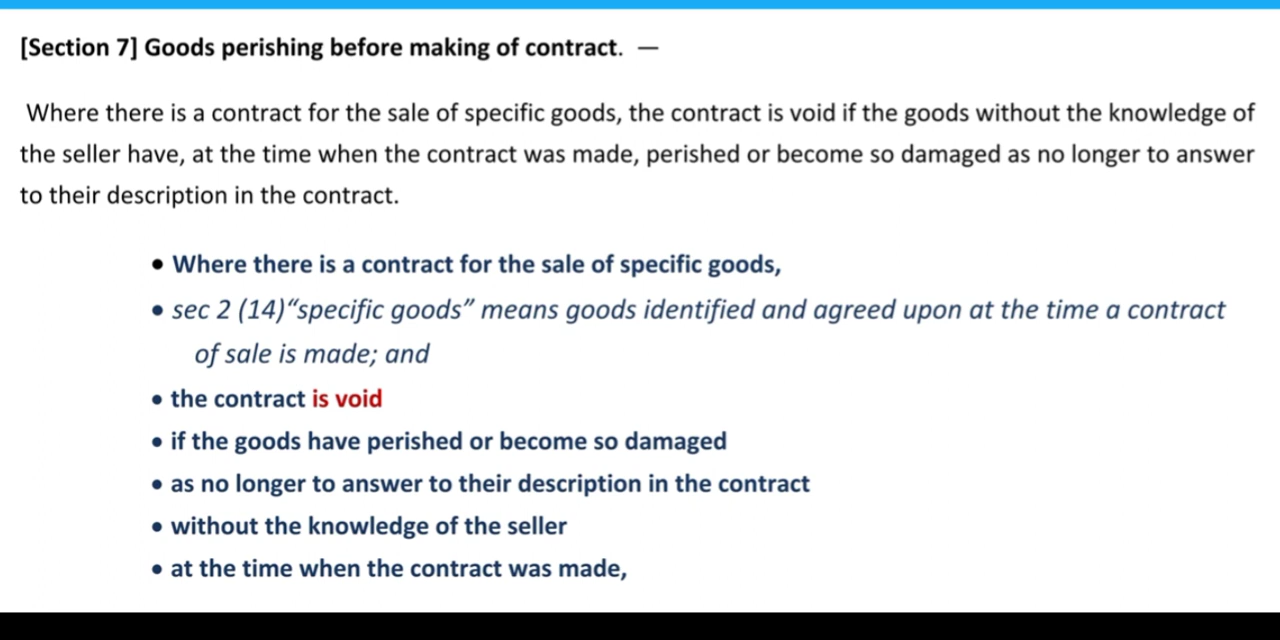 [Section 7] Goods perishing before making of contract. —
Where there is a contract for the sale of specific goods, the contract is void if the goods without the knowledge of
the seller have, at the time when the contract was made, perished or become so damaged as no longer to answer
to their description in the contract.
• Where there is a contract for the sale of specific goods,
• sec 2 (14)“specific goods” means goods identified and agreed upon at the time a contract
of sale is made; and
• the contract is void
• if the goods have perished or become so damaged
• as no longer to answer to their description in the contract
• without the knowledge of the seller
• at the time when the contract was made,